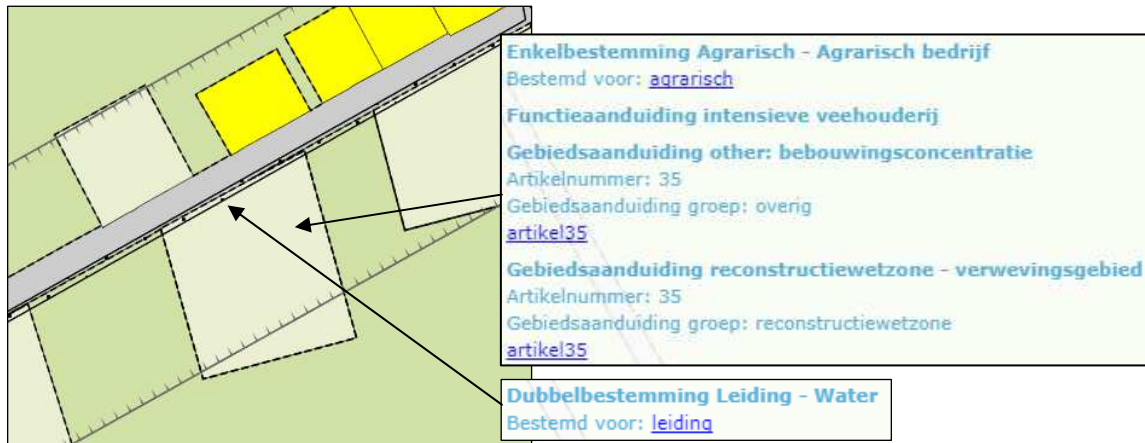 Enkelbestemming Agrarisch - Agrarisch bedrijf
Bestemd voor: agrarisch
Functieaanduiding intensieve veehouderij
Gebiedsaanduiding other: bebouwingsconcentratie
Artikelnummer: 35
Gebiedsaanduiding groep: overig
artikel35
Gebiedsaanduiding reconstructiewetzone - verwevingsgebied
Artikelnummer: 35
Gebiedsaanduiding groep: reconstructiewetzone
artikel35
Dubbelbestemming Leiding - Water
Bestemd voor: leiding